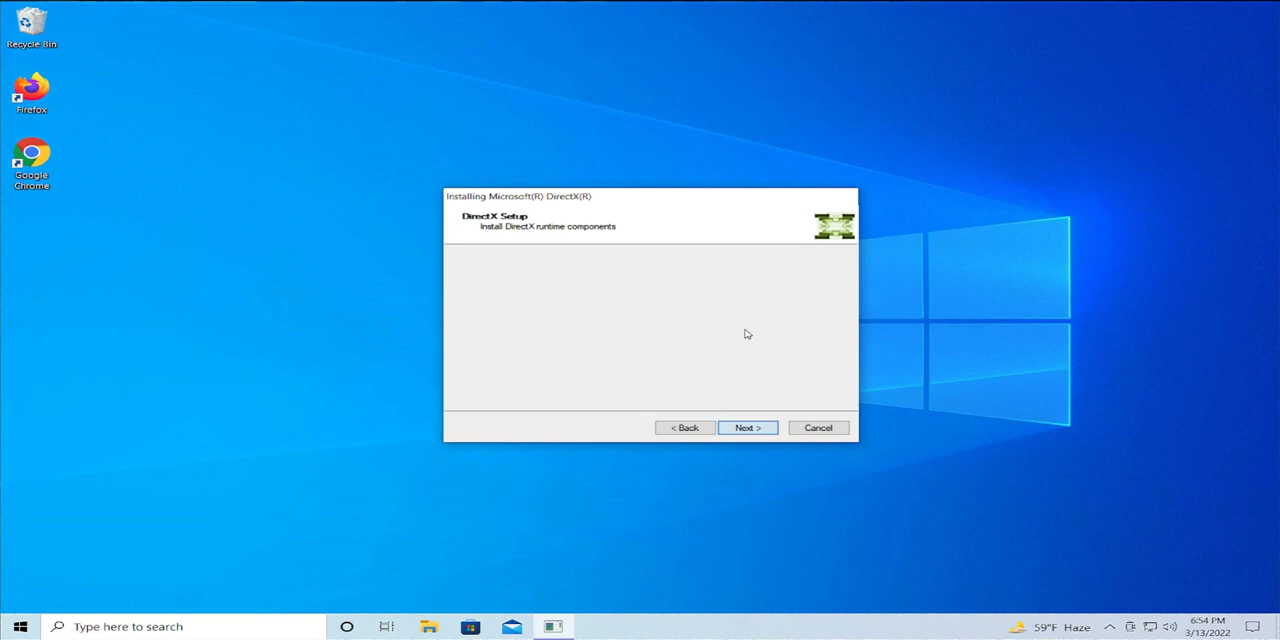 Recycle Bin
Firefox
Google
Chrome
Installing Microsoft(R) DirectX(R)
DirectX Setup
Install DirectX runtime components
< Back
Next >
Cancel
Type here to search
59°F Haze
6:54 PM
3/13/2022